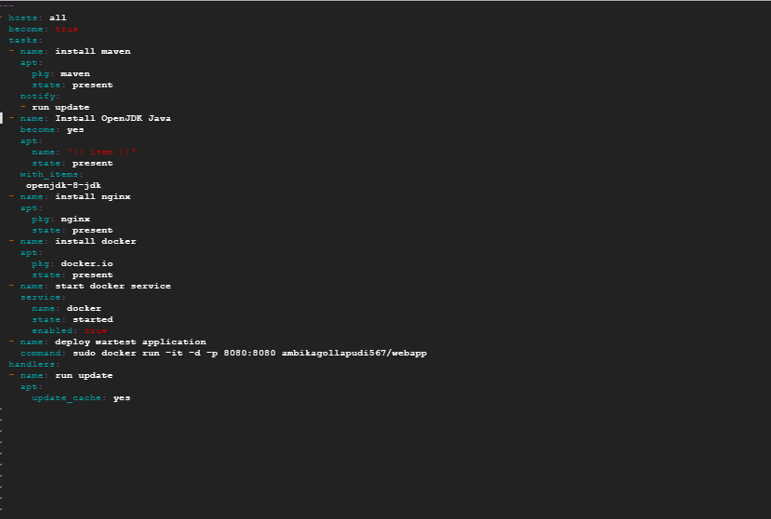 ---
- hosts: all
  become: true
  tasks:
  - name: install maven
    apt:
      pkg: maven
      state: present
    notify:
    - run update
  - name: Install OpenJDK Java
    become: yes
    apt:
      name: "{{ item }}"
      state: present
    with_items:
     openjdk-8-jdk
  - name: install nginx
    apt:
      pkg: nginx
      state: present
  - name: install docker
    apt:
      pkg: docker.io
      state: present
  - name: start docker service
    service:
      name: docker
      state: started
      enabled: true
  - name: deploy wartest application
    command: sudo docker run -it -d -p 8080:8080 ambikagollapudi567/webapp
  handlers:
  - name: run update
    apt:
      update_cache: yes
~
~
~
~
~
~
~
~
~
~